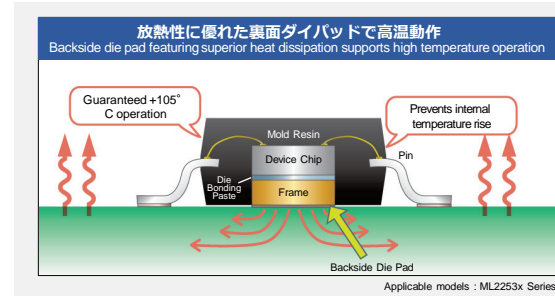 放熱性に優れた裏面ダイパッドで高温動作
Backside die pad featuring superior heat dissipation supports high temperature operation
Guaranteed +105°
C operation
Prevents internal
temperature rise
Mold Resin
Device Chip
Pin
Die
Bonding
Paste
Frame
Backside Die Pad
Applicable models : ML2253x Series